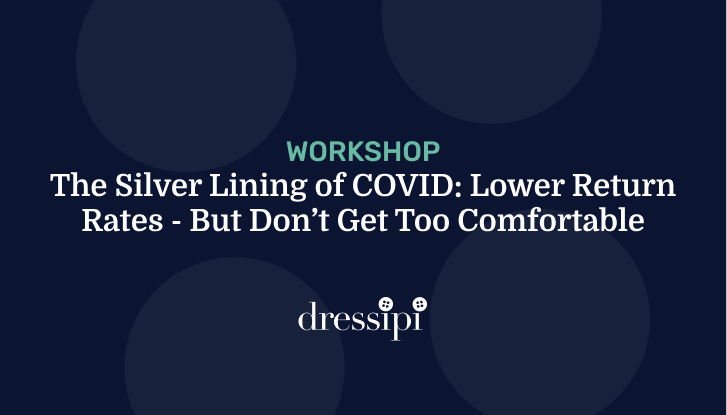 WORKSHOP
The Silver Lining of COVID: Lower Return
Rates - But Don’t Get Too Comfortable
dressipi